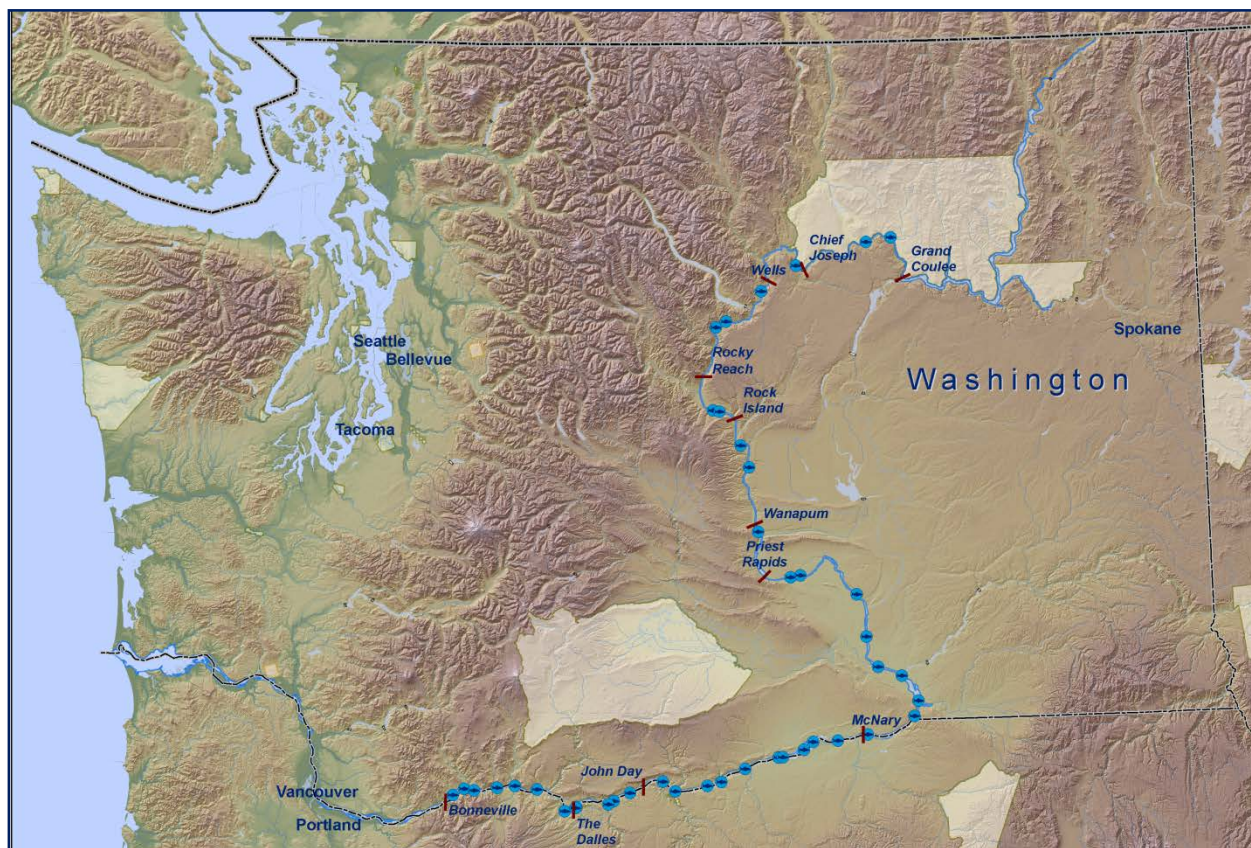 Chief
Joseph
Grand
Coulee
Wells
Spokane
Seattle
Bellevue
Rocky
Reach
Washington
Rock
Island
Tacoma
Wanapum
Priest
Rapids
McNary
John Day
Vancouver
Bonneville
Portland
The
Dalles